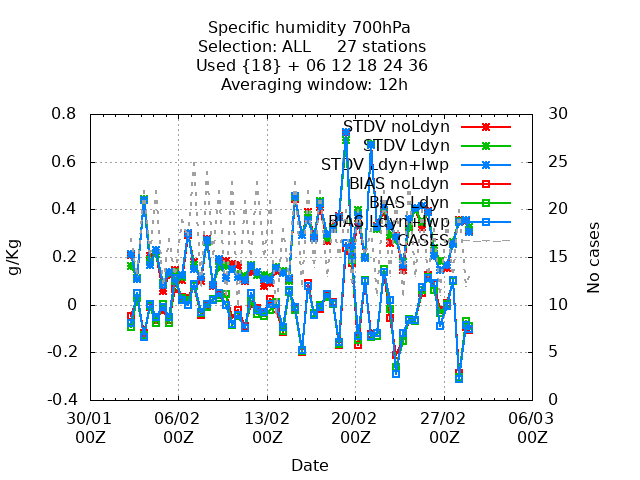 Specific humidity 700hPa
Selection: ALL 27 stations
Used {18} + 06 12 18 24 36
Averaging window: 12h
0.8
0.6
0.4
0.2
0
-0.2
-0.4
g/Kg
30
25
20
15
10
5
0
No cases
STDV noLdyn
STDV Ldyn
STDV Ldyn+lwp
BIAS noLdyn
BIAS Ldyn
BIAS Ldyn+lwp
CASES
30/01 06/02 13/02 20/02 27/02 06/03
00Z 00Z 00Z 00Z 00Z 00Z
Date